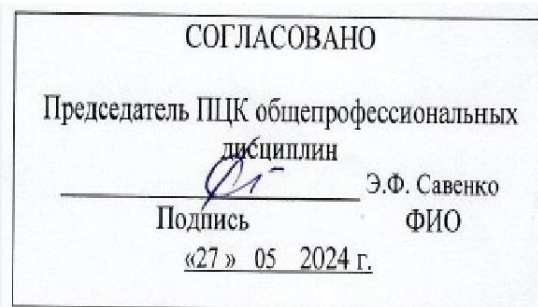 СОГЛАСОВАНО
Председатель ПЦК общепрофессиональных
дисциплин
Э.Ф. Савенко
Подпись ФИО
«27 » 05 2024 г.